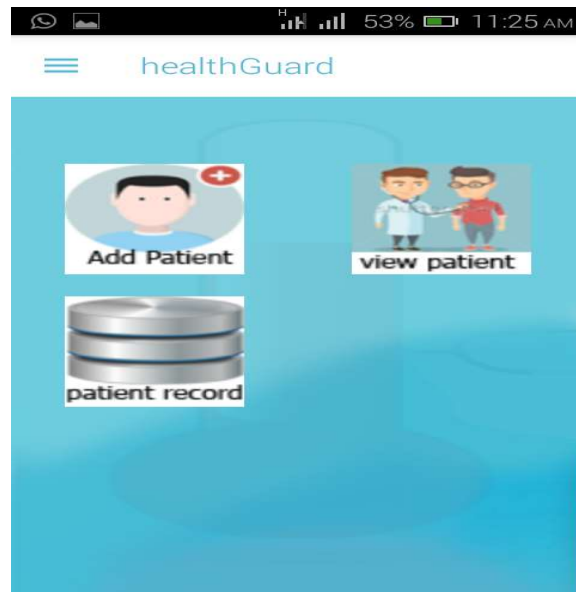 H 53% 11:25 AM
healthGuard
Add Patient
view patient
patient record